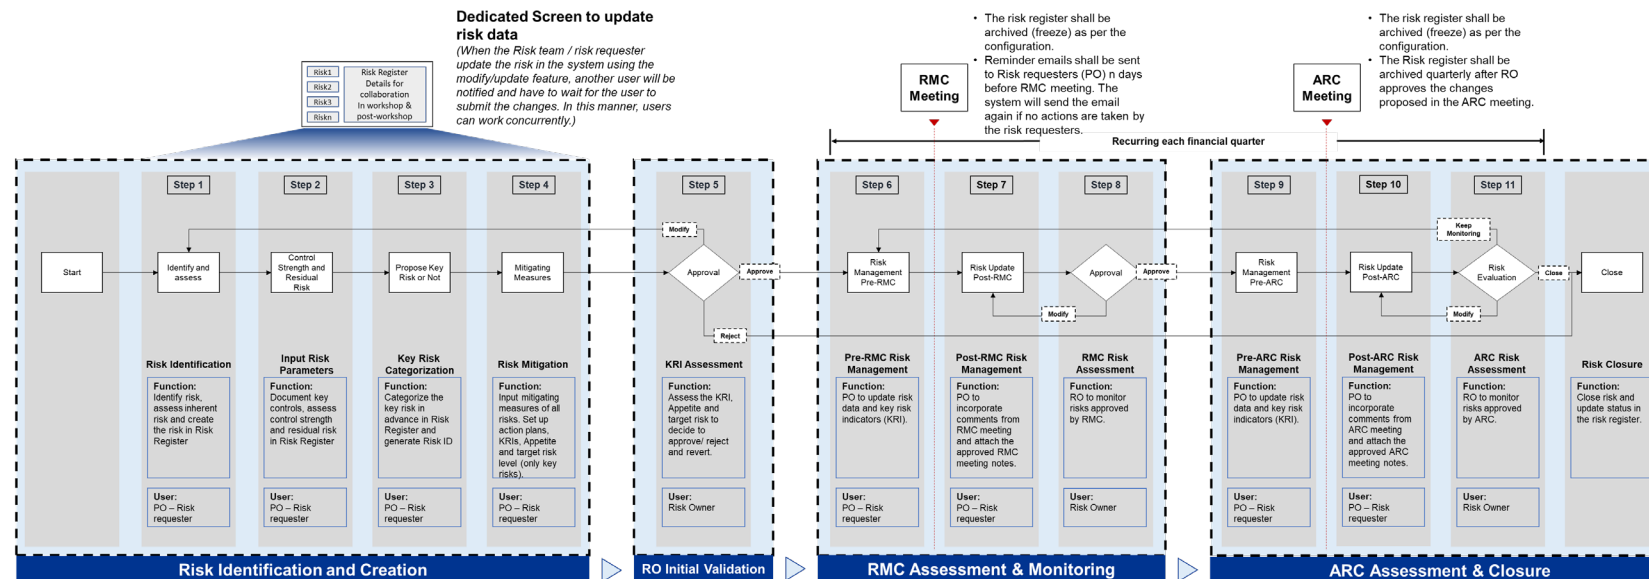 Dedicated Screen to update
risk data
(When the Risk team / risk requester
update the risk in the system using the
modify/update feature, another user will be
notified and have to wait for the user to
submit the changes. In this manner, users
can work concurrently.)
Risk1
Risk2
Risk3
Riskn
Risk Register
Details for
collaboration
In workshop &
post-workshop
RMC
Meeting
• The risk register shall be
archived (freeze) as per the
configuration.
• Reminder emails shall be sent
to Risk requesters (PO) n days
before RMC meeting. The
system will send the email
again if no actions are taken by
the risk requesters.
ARC
Meeting
• The risk register shall be
archived (freeze) as per the
configuration.
• The Risk register shall be
archived quarterly after RO
approves the changes
proposed in the ARC meeting.
Recurring each financial quarter
Step 1
Step 2
Step 3
Step 4
Step 5
Step 6
Step 7
Step 8
Step 9
Step 10
Step 11
Start
Identify and
assess
Control
Strength and
Residual
Risk
Propose Key
Risk or Not
Mitigating
Measures
Modify
Approval
Approve
Reject
Risk
Management
Pre-RMC
Risk Update
Post-RMC
Approval
Approve
Modify
Risk
Management
Pre-ARC
Risk Update
Post-ARC
Keep
Monitoring
Risk
Evaluation
Close
Modify
Close
Risk Identification
Function:
Identify risk,
assess inherent
risk and create
the risk in Risk
Register
User:
PO – Risk
requester
Input Risk
Parameters
Function:
Document key
controls, assess
control strength
and residual risk
in Risk Register
User:
PO – Risk
requester
Key Risk
Categorization
Function:
Categorize the
key risk in
advance in Risk
Register and
generate Risk ID
User:
PO – Risk
requester
Risk Mitigation
Function:
Input mitigating
measures of all
risks. Set up
action plans,
KRIs, Appetite
and target risk
level (only key
risks).
User:
PO – Risk
requester
KRI Assessment
Function:
Assess the KRI,
Appetite and
target risk to
decide to
approve/ reject
and revert.
User:
Risk Owner
Pre-RMC Risk
Management
Function:
PO to update
risk data and key
risk indicators
(KRI).
User:
PO – Risk
requester
Post-RMC Risk
Management
Function:
PO to
incorporate
comments from
RMC meeting
and attach the
approved RMC
meeting notes.
User:
PO – Risk
requester
RMC Risk
Assessment
Function:
RO to monitor
risks approved
by RMC.
User:
Risk Owner
Pre-ARC Risk
Management
Function:
PO to update
risk data and key
risk indicators
(KRI).
User:
PO – Risk
requester
Post-ARC Risk
Management
Function:
PO to
incorporate
comments from
ARC meeting
and attach the
approved ARC
meeting notes.
User:
PO – Risk
requester
ARC Risk
Assessment
Function:
RO to monitor
risks approved
by ARC.
User:
Risk Owner
Risk Closure
Function:
Close risk and
update status in
the risk register.
Risk Identification and Creation
RO Initial Validation
RMC Assessment & Monitoring
ARC Assessment & Closure